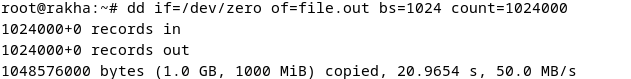 root@rakha:~# dd if=/dev/zero of=file.out bs=1024 count=1024000
1024000+0 records in
1024000+0 records out
1048576000 bytes (1.0 GB, 1000 MiB) copied, 20.9654 s, 50.0 MB/s